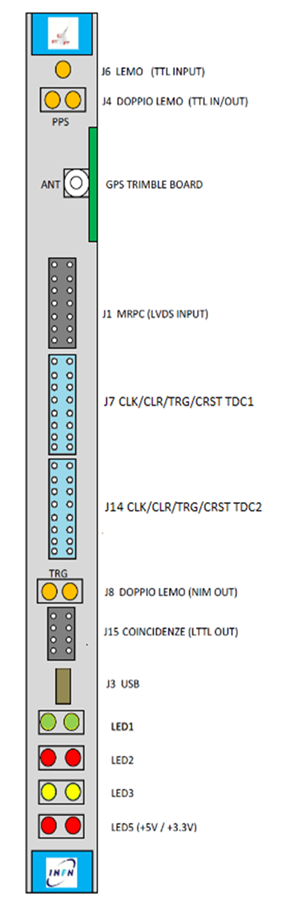 J6 LEMO (TTL INPUT)
J4 DOPPIO LEMO (TTL IN/OUT)
PPS
ANT
GPS TRIMBLE BOARD
J1 MRPC (LVDS INPUT)
J7 CLK/CLR/TRG/CRST TDC1
J14 CLK/CLR/TRG/CRST TDC2
TRG
J8 DOPPIO LEMO (NIM OUT)
J15 COINCIDENZE (LTTL OUT)
J3 USB
LED1
LED2
LED3
LED5 (+5V / +3.3V)
INFN